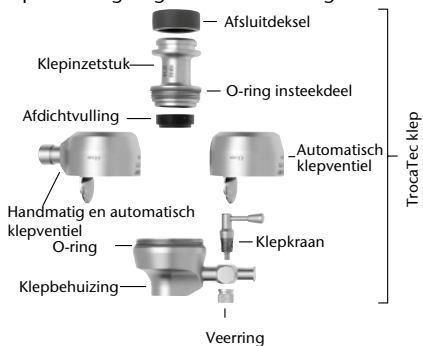 Afsluitdeksel
Klepinzetstuk
O-ring insteekdeel
Afdichtvulling
Automatisch
klepventiel
TrocaTec klep
Handmatig en automatisch
klepventiel
O-ring
Klepkraan
Klepbehuizing
Veerring